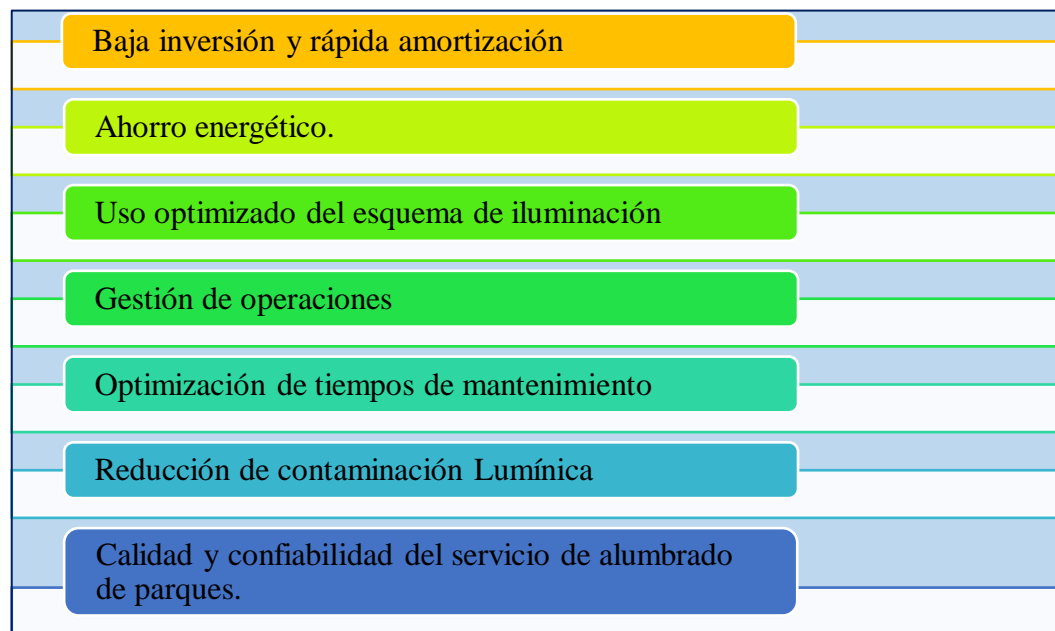 Baja inversión y rápida amortización
Ahorro energético.
Uso optimizado del esquema de iluminación
Gestión de operaciones
Optimización de tiempos de mantenimiento
Reducción de contaminación Lumínica
Calidad y confiabilidad del servicio de alumbrado
de parques.